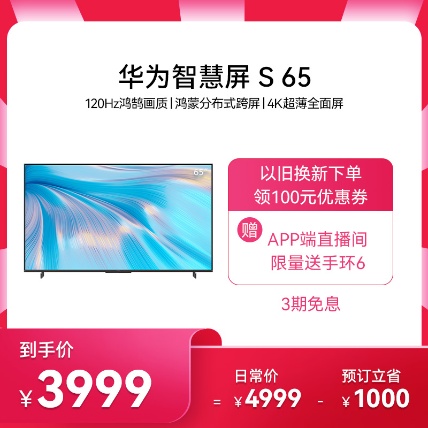 华为智慧屏 S 65
120Hz鸿鹄画质|鸿蒙分布式跨屏|4K超薄全面屏
65
以旧换新下单
领100元优惠券
赠
APP端直播间
限量送手环6
3期免息
到手价
¥3999
=
日常价
¥4999
-
预订立省
¥1000